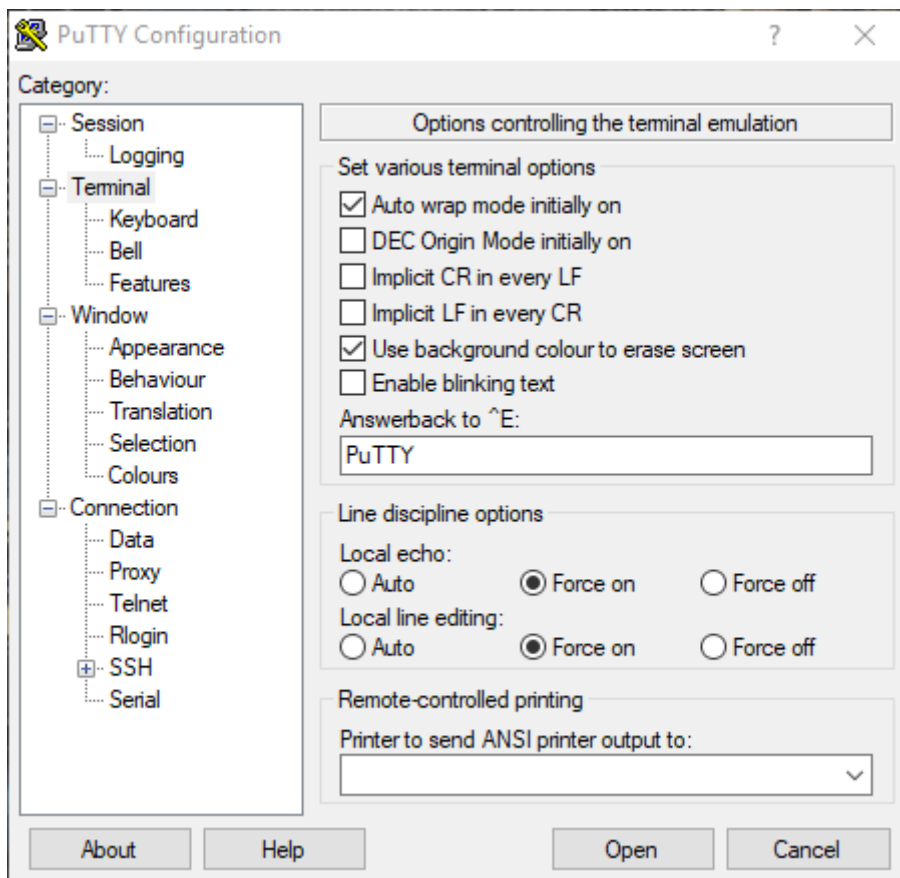 PuTTY Configuration
?
Category:
Session
Logging
Terminal
Keyboard
Bell
Features
Window
Appearance
Behaviour
Translation
Selection
Colours
Connection
Data
Proxy
Telnet
Rlogin
SSH
Serial
Options controlling the terminal emulation
Set various terminal options
Auto wrap mode initially on
DEC Origin Mode initially on
Implicit CR in every LF
Implicit LF in every CR
Use background colour to erase screen
Enable blinking text
Answerback to ^E:
PuTTY
Line discipline options
Local echo:
Auto Force on Force off
Local line editing:
Auto Force on Force off
Remote-controlled printing
Printer to send ANSI printer output to:
About Help Open Cancel